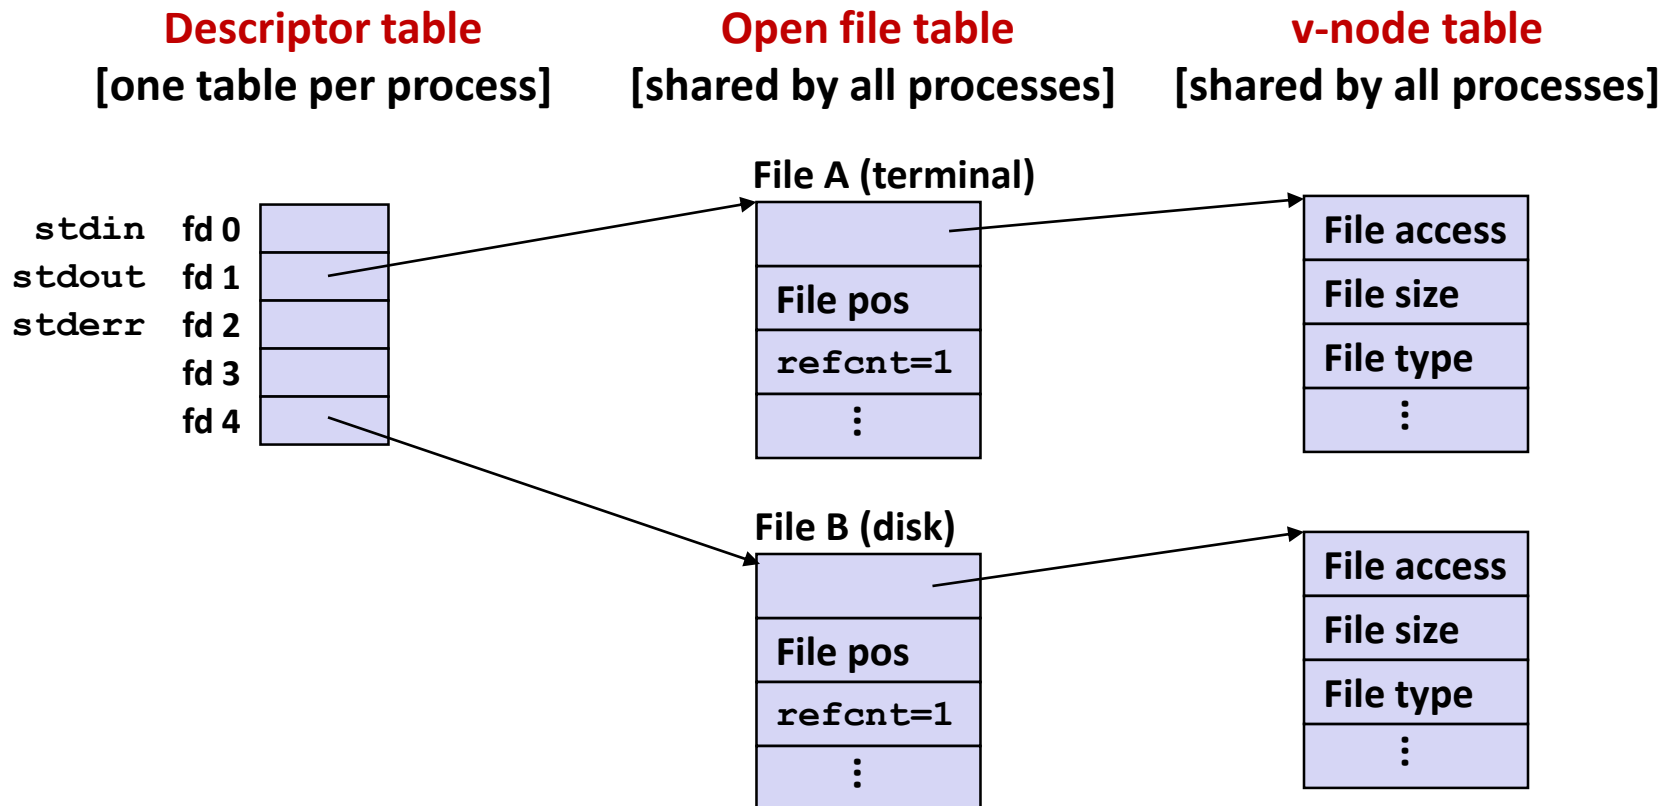 Descriptor table
[one table per process]
Open file table
[shared by all processes]
v-node table
[shared by all processes]
stdin fd 0
stdout fd 1
stderr fd 2
fd 3
fd 4
File A (terminal)
File pos
refcnt=1
⋮
File access
File size
File type
⋮
File B (disk)
File pos
refcnt=1
⋮
File access
File size
File type
⋮